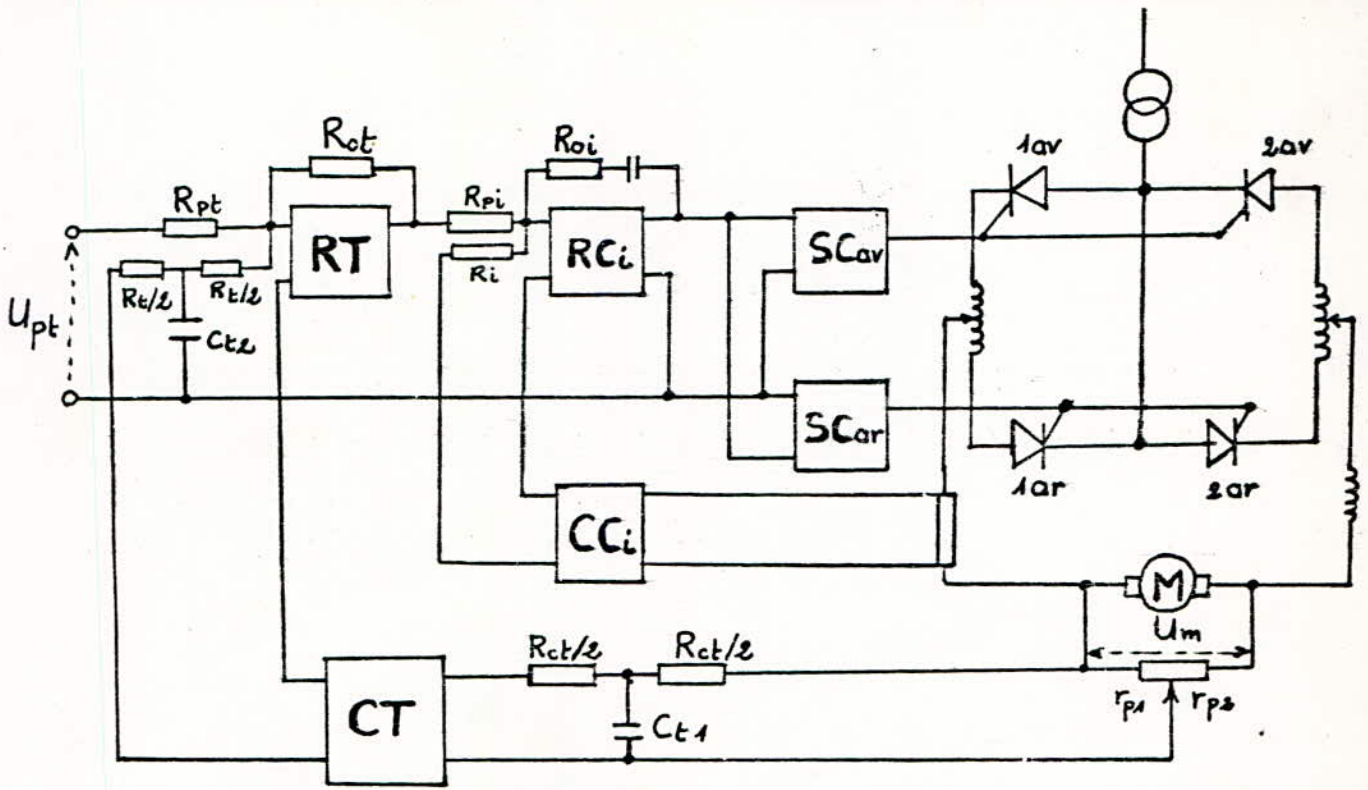 Rct
Roi
1av
2av
Rpt
Rpi
RT
RCi
SCav
Rt/2
Rt/2
Ri
Upt
Ct2
SCar
1ar
2ar
CCi
M
Um
Rct/2
Rct/2
rp1
rp2
CT
Ct1